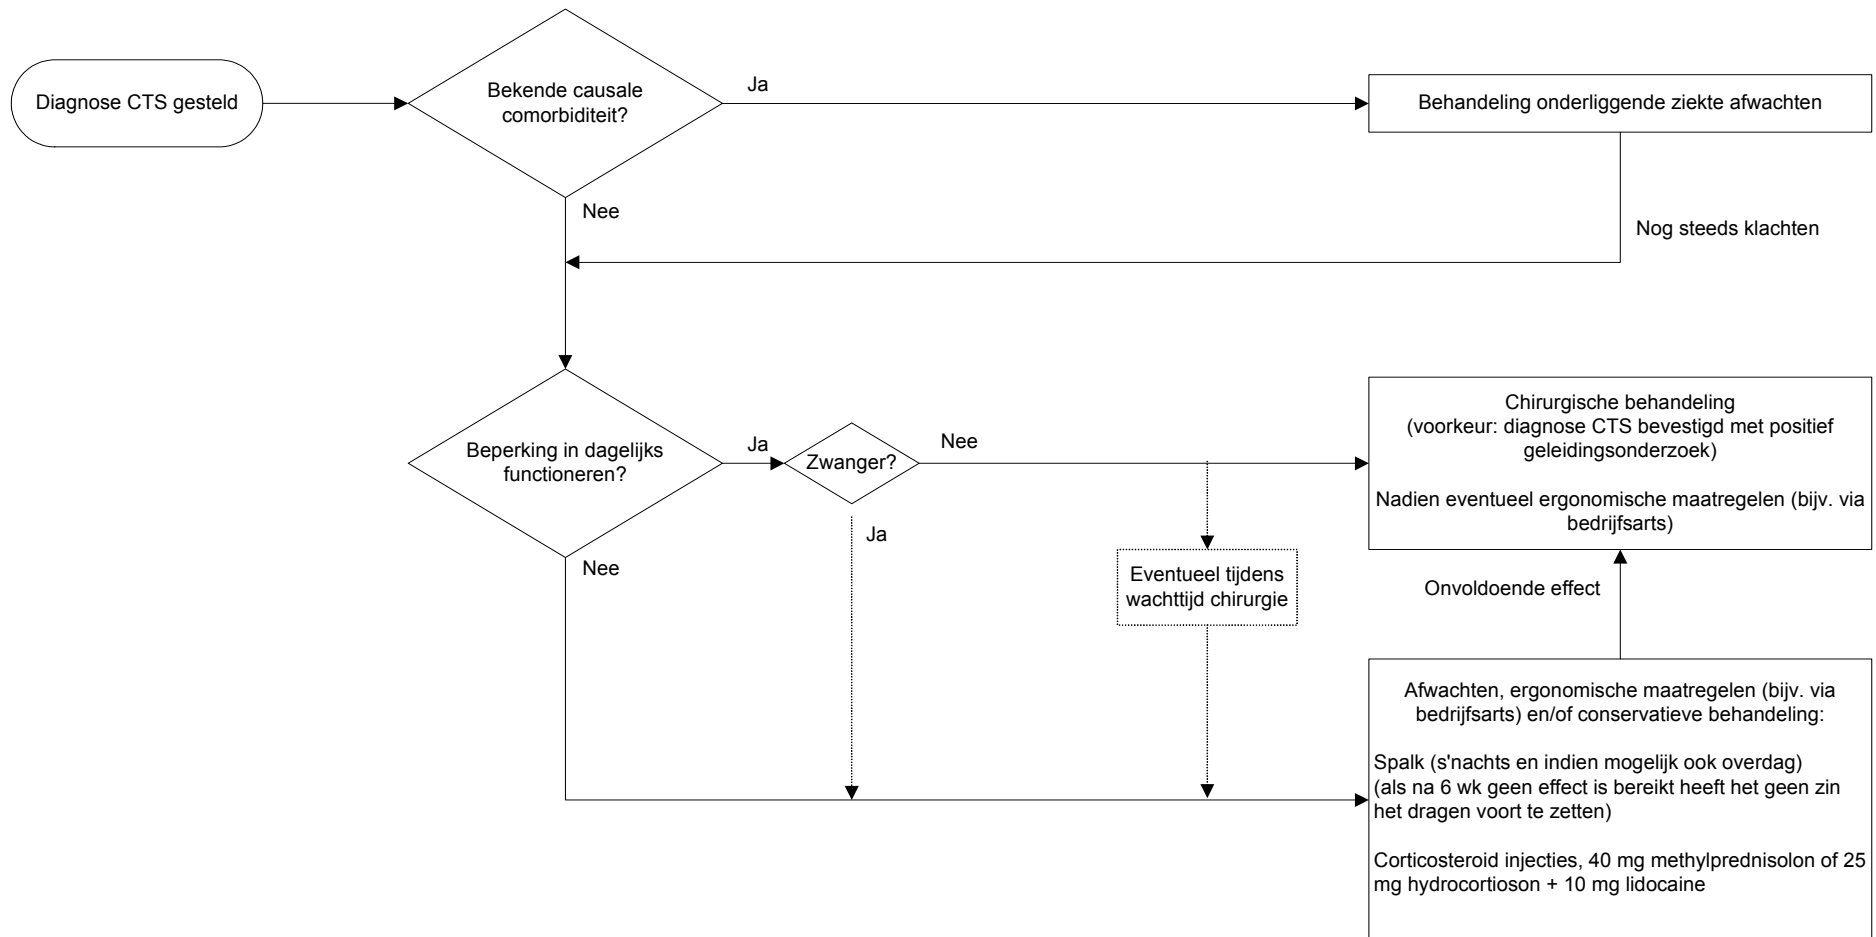 Diagnose CTS gesteld
Bekende causale
comorbiditeit?
Ja
Behandeling onderliggende ziekte afwachten
Nee
Nog steeds klachten
Beperking in dagelijks
functioneren?
Ja
Zwanger?
Nee
Chirurgische behandeling
(voorkeur: diagnose CTS bevestigd met positief
geleidingsonderzoek)
Nadien eventueel ergonomische maatregelen (bijv. via
bedrijfsarts)
Ja
Nee
Eventueel tijdens
wachttijd chirurgie
Onvoldoende effect
Afwachten, ergonomische maatregelen (bijv. via
bedrijfsarts) en/of conservatieve behandeling:
Spalk (s'nachts en indien mogelijk ook overdag)
(als na 6 wk geen effect is bereikt heeft het geen zin
het dragen voort te zetten)
Corticosteroid injecties, 40 mg methylprednisolon of 25
mg hydrocortioson + 10 mg lidocaine